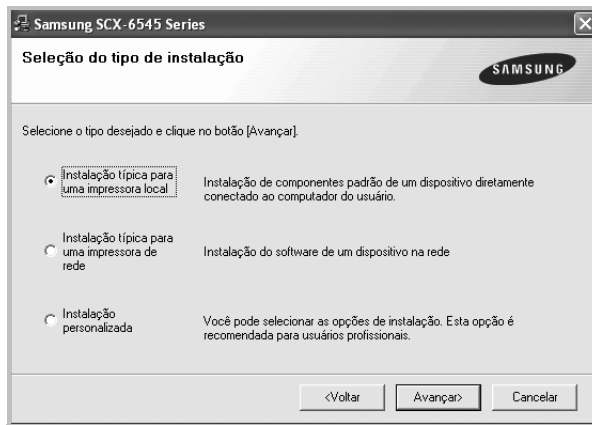 Samsung SCX-6545 Series
Seleção do tipo de instalação
SAMSUNG
Selecione o tipo desejado e clique no botão [Avançar].
Instalação típica para
uma impressora local
Instalação de componentes padrão de um dispositivo diretamente
conectado ao computador do usuário.
Instalação típica para
uma impressora de
rede
Instalação do software de um dispositivo na rede
Instalação
personalizada
Você pode selecionar as opções de instalação. Esta opção é
recomendada para usuários profissionais.
<Voltar
Avançar>
Cancelar